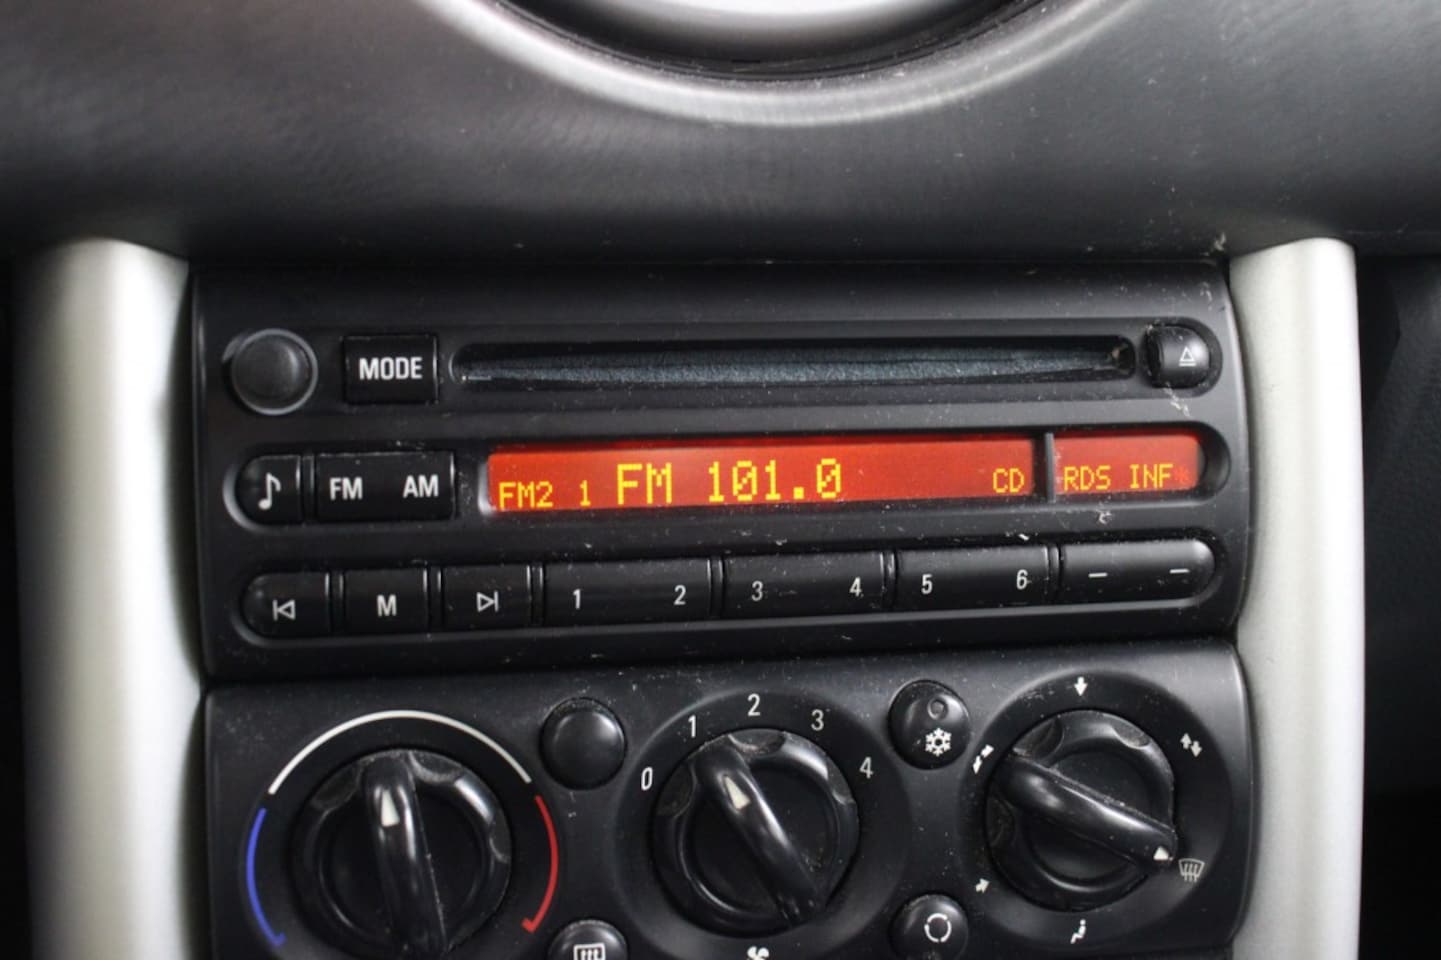 MODE
FM AM
FM2 1 FM 101.0 CD RDS INF
M 1 2 3 4 5 6
0 1 2 3 4